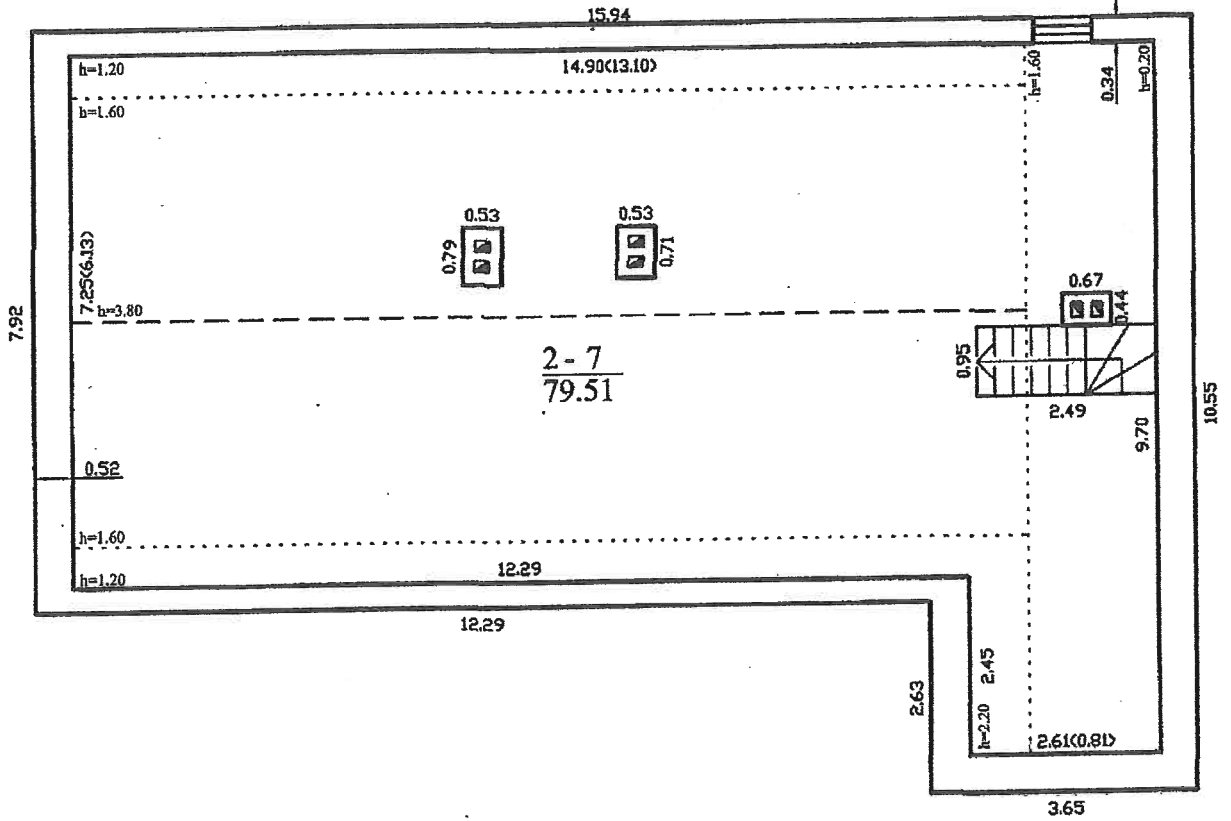 15.94
h=1.20
14.90(13.10)
h=1.60
0.34
h=0.20
h=1.60
0.53
0.53
0.79
0.71
7.25(6.13)
0.67
0.44
h=3.80
7.92
2 - 7
79.51
0.95
2.49
10.55
9.70
0.52
h=1.60
h=1.20
12.29
12.29
2.45
2.63
h=2.20
2.61(0.81)
3.65